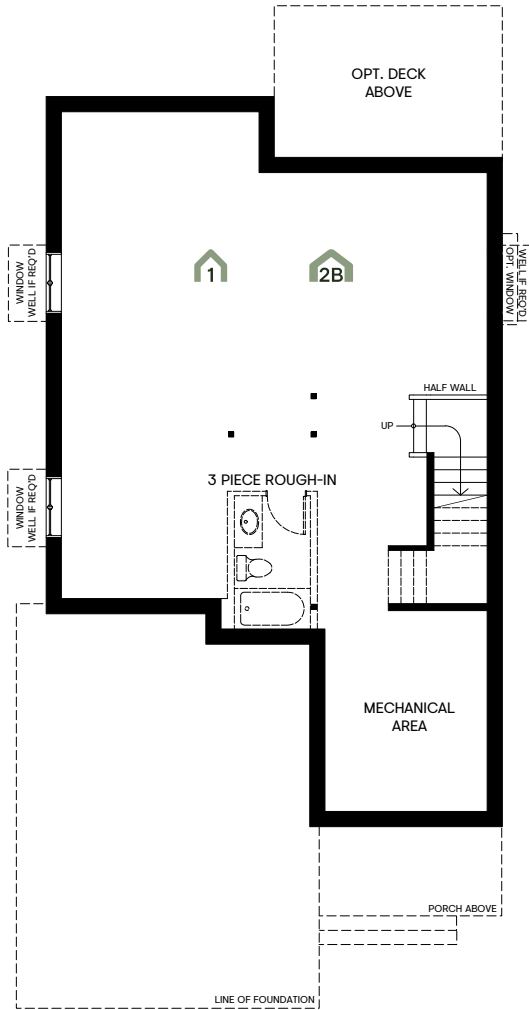 OPT. DECK
ABOVE
1
2B
WINDOW
WELL IF REQ'D
WELL IF REQ'D
OPT. WINDOW
HALF WALL
UP
3 PIECE ROUGH-IN
WINDOW
WELL IF REQ'D
MECHANICAL
AREA
PORCH ABOVE
LINE OF FOUNDATION